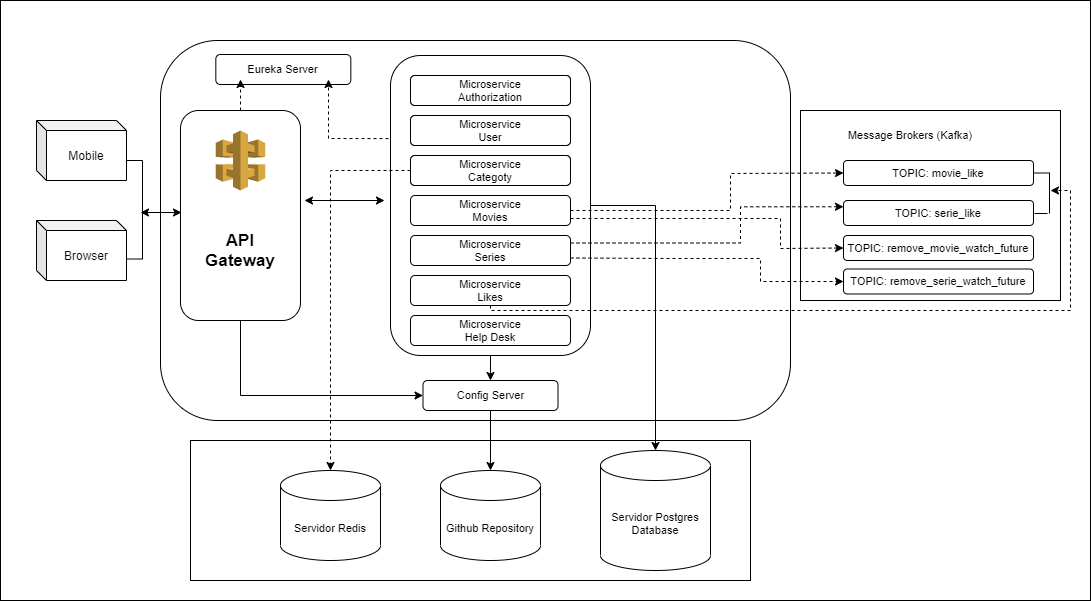 Eureka Server
Microservice
Authorization
Microservice
User
Microservice
Categoty
Microservice
Movies
Microservice
Series
Microservice
Likes
Microservice
Help Desk
Mobile
Browser
API
Gateway
Config Server
Message Brokers (Kafka)
TOPIC: movie_like
TOPIC: serie_like
TOPIC: remove_movie_watch_future
TOPIC: remove_serie_watch_future
Servidor Redis
Github Repository
Servidor Postgres
Database